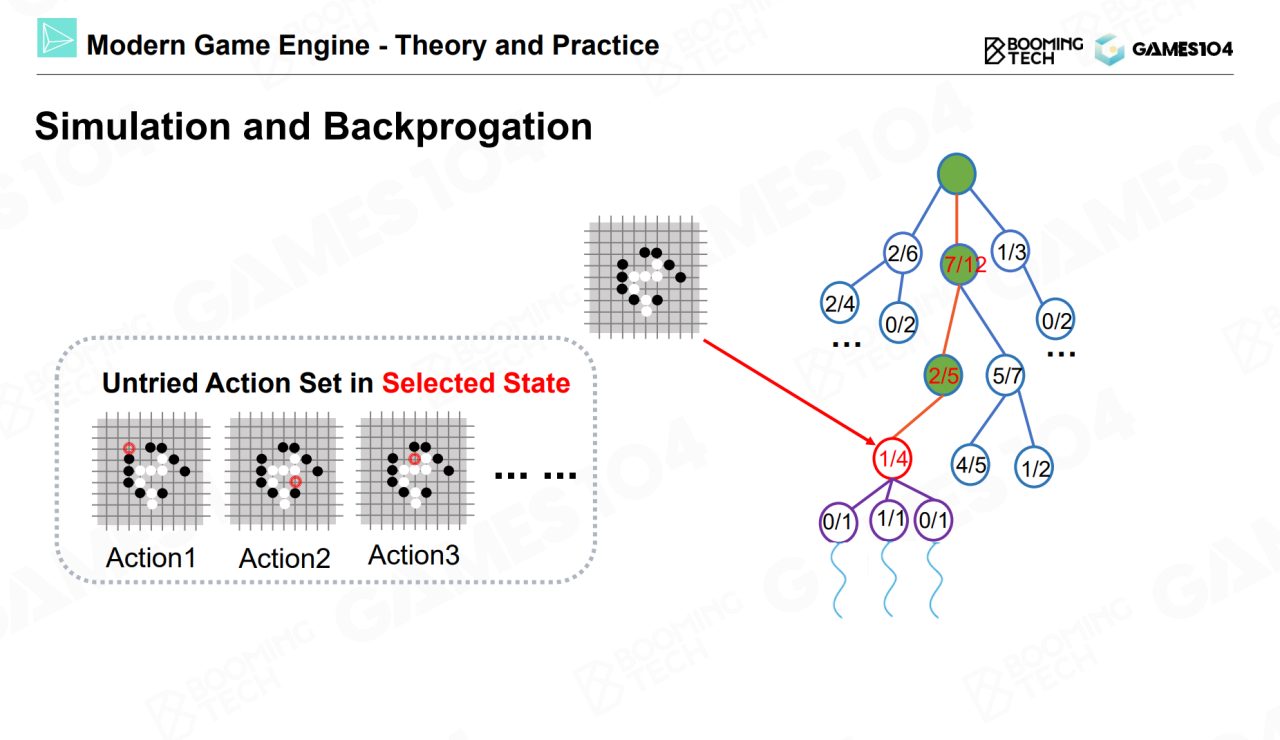 Modern Game Engine - Theory and Practice
BOOMING
TECH
GAMES104
Simulation and Backprogation
2/6
7/12
1/3
2/4
0/2
0/2
...
...
2/5
5/7
Untried Action Set in Selected State
1/4
4/5
1/2
... ...
0/1
1/1
0/1
Action1
Action2
Action3